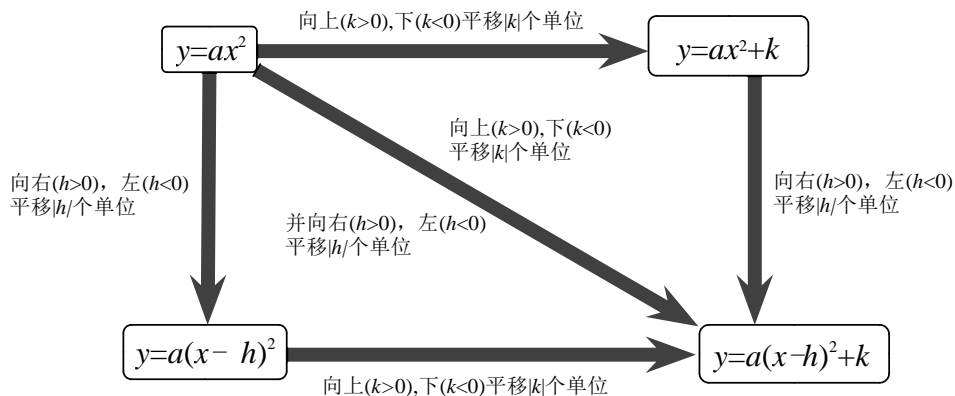 向上(k>0),下(k<0)平移|k|个单位
y=ax²
y=ax²+k
向上(k>0),下(k<0)
平移|k|个单位
向右(h>0)，左(h<0)
平移|h/个单位
向右(h>0)，左(h<0)
平移|h/个单位
并向右(h>0)，左(h<0)
平移|h/个单位
y=a(x− h)²
y=a(x−h)²+k
向上(k>0),下(k<0)平移|k|个单位